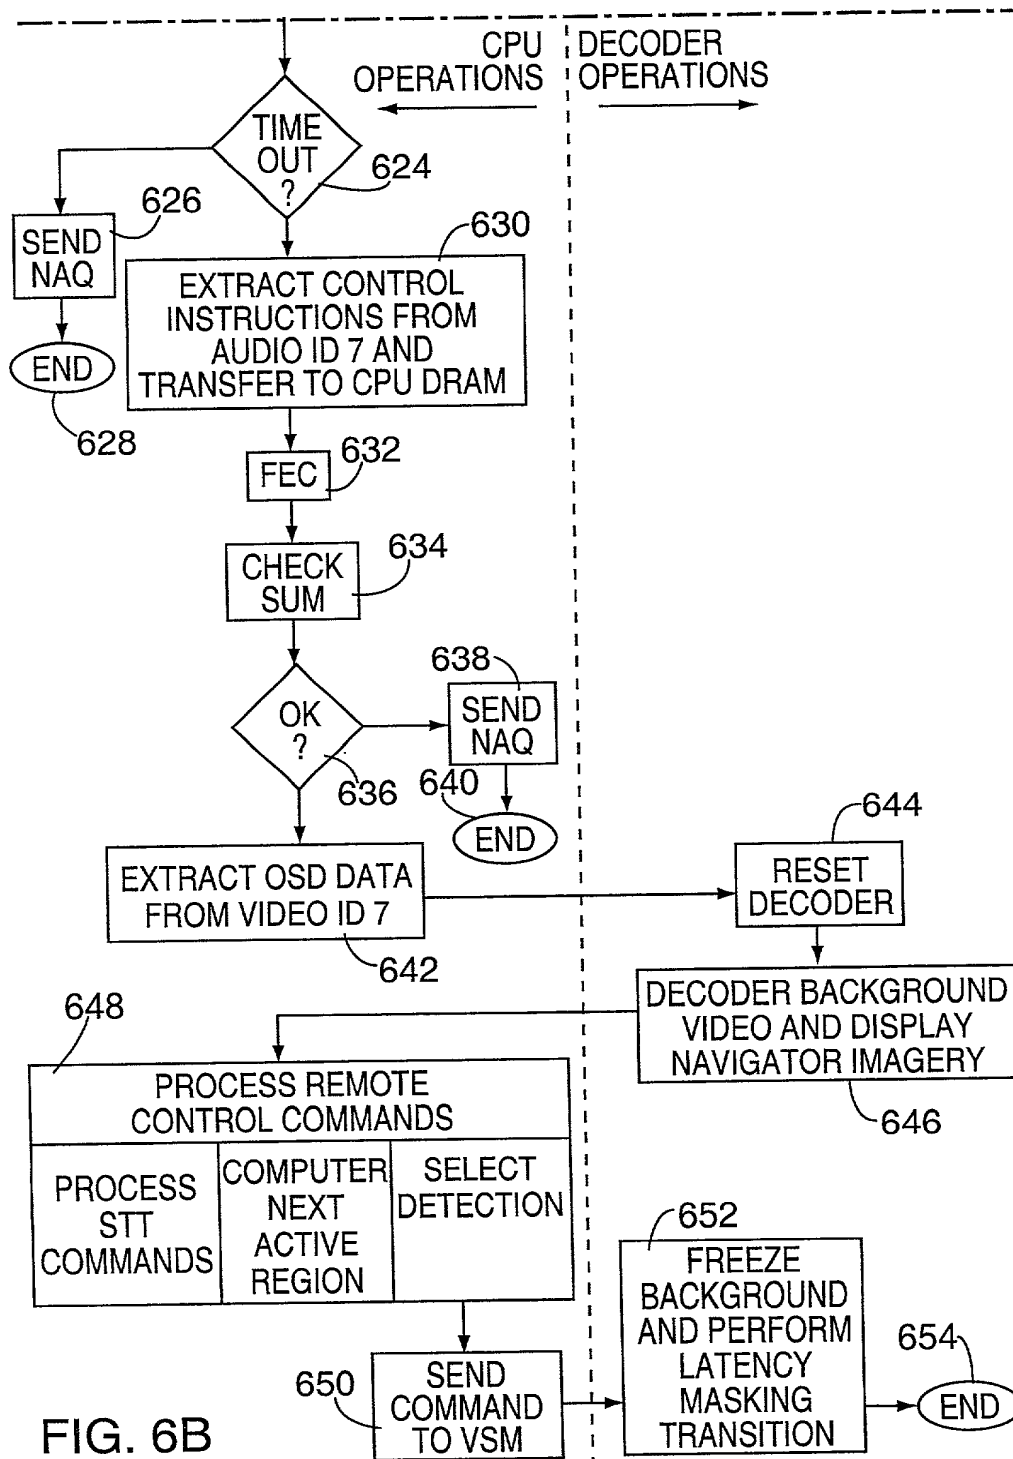 CPU
OPERATIONS
DECODER
OPERATIONS
TIME
OUT
?
624
626
SEND
NAQ
END
628
630
EXTRACT CONTROL
INSTRUCTIONS FROM
AUDIO ID 7 AND
TRANSFER TO CPU DRAM
632
FEC
634
CHECK
SUM
OK
?
636
638
SEND
NAQ
640
END
EXTRACT OSD DATA
FROM VIDEO ID 7
642
644
RESET
DECODER
DECODER BACKGROUND
VIDEO AND DISPLAY
NAVIGATOR IMAGERY
646
648
PROCESS REMOTE
CONTROL COMMANDS
PROCESS
STT
COMMANDS
COMPUTER
NEXT
ACTIVE
REGION
SELECT
DETECTION
650
SEND
COMMAND
TO VSM
652
FREEZE
BACKGROUND
AND PERFORM
LATENCY
MASKING
TRANSITION
654
END
FIG. 6B